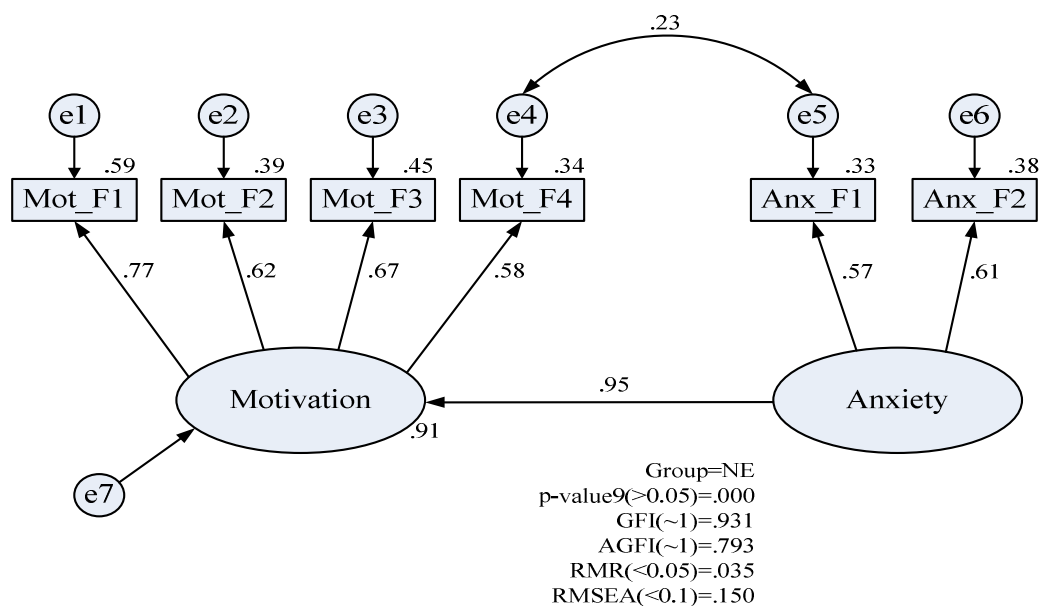 .23
e1 e2 e3 e4 e5 e6
.59 .39 .45 .34 .33 .38
Mot_F1 Mot_F2 Mot_F3 Mot_F4 Anx_F1 Anx_F2
.77 .62 .67 .58 .57 .61
Motivation .95 Anxiety
.91
e7
Group=NE
p-value9(>0.05)=.000
GFI(~1)=.931
AGFI(~1)=.793
RMR(<0.05)=.035
RMSEA(<0.1)=.150